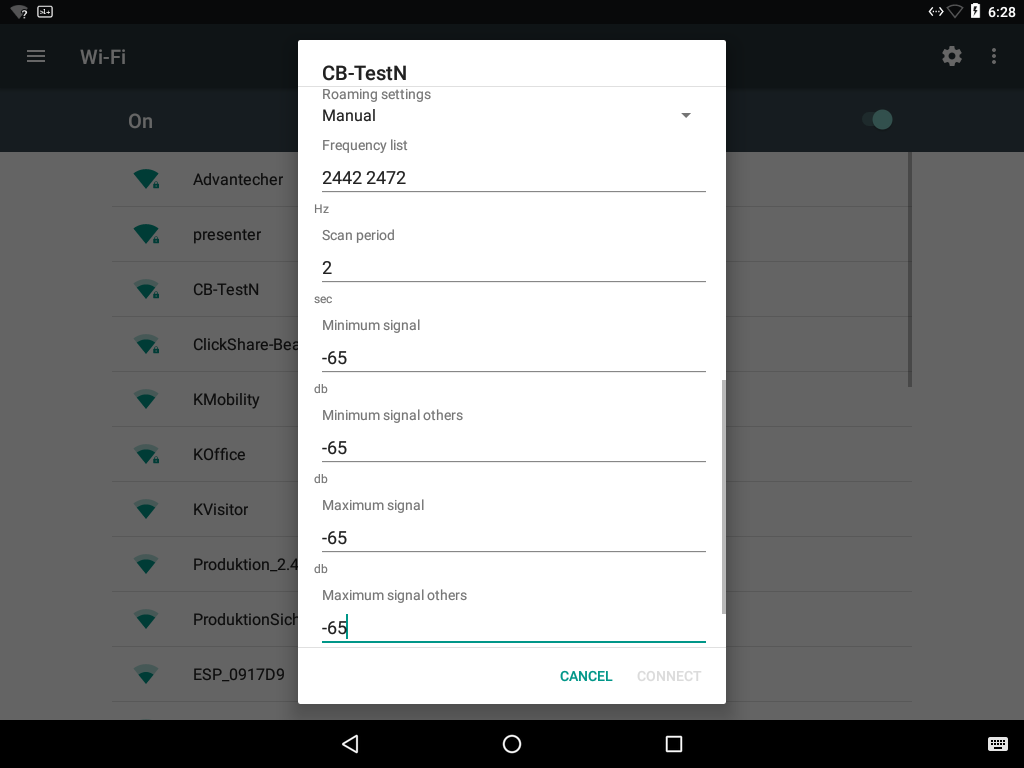 6:28
Wi-Fi
On
Advantecher
presenter
CB-TestN
ClickShare-Bea
KMobility
KOffice
KVisitor
Produktion_2.4
ProduktionSich
ESP_0917D9
CB-TestN
Roaming settings
Manual
Frequency list
2442 2472
Hz
Scan period
2
sec
Minimum signal
-65
db
Minimum signal others
-65
db
Maximum signal
-65
db
Maximum signal others
-65
CANCEL CONNECT